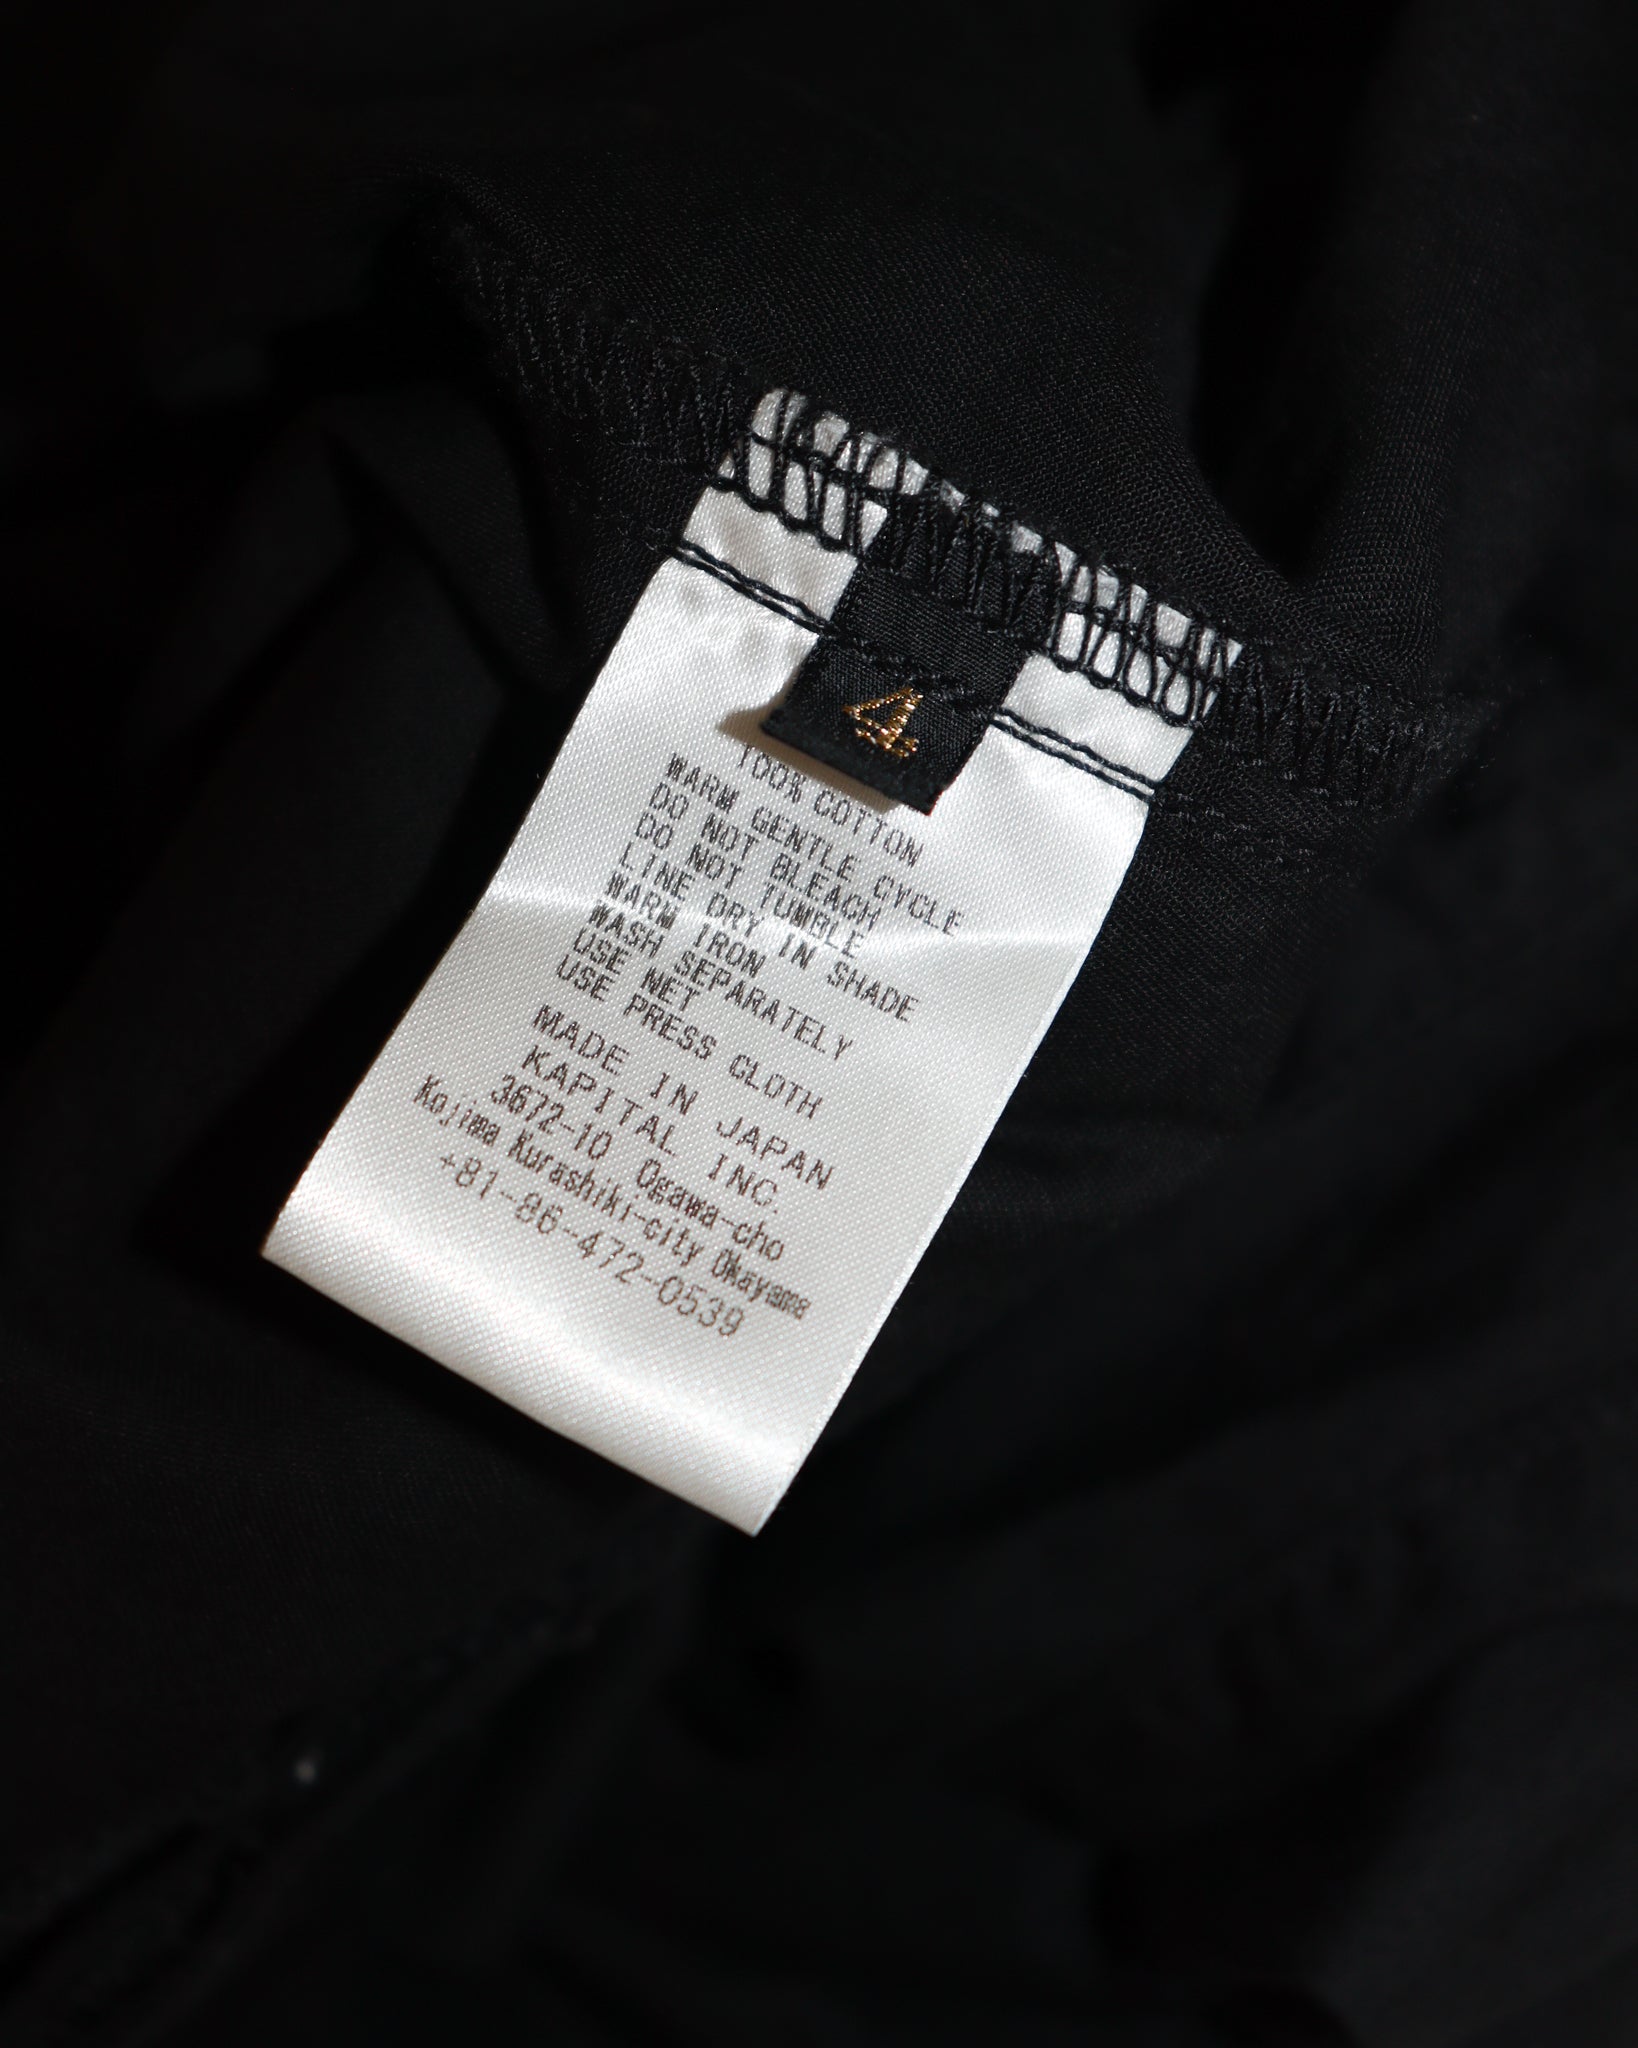 4
100% COTTON
WARM GENTLE CYCLE
DO NOT BLEACH
DO NOT TUMBLE
LINE DRY IN SHADE
WARM IRON
WASH SEPARATELY
USE NET
USE PRESS CLOTH
MADE IN JAPAN
KAPITAL INC.
3672-10 Ogawa-cho
Kojima Kurashiki-city Okayama
+81-86-472-0539